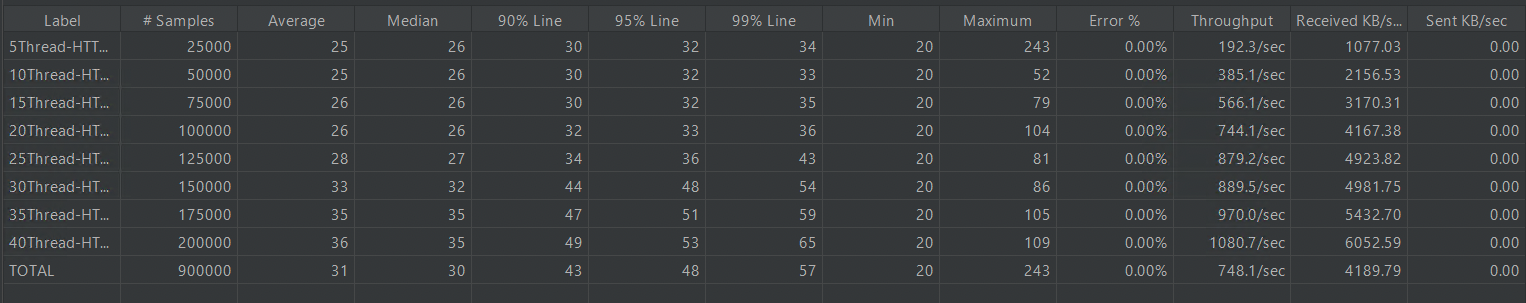 Label # Samples Average Median 90% Line 95% Line 99% Line Min Maximum Error % Throughput Received KB/s... Sent KB/sec
5Thread-HTT... 25000 25 26 30 32 34 20 243 0.00% 192.3/sec 1077.03 0.00
10Thread-HT... 50000 25 26 30 32 33 20 52 0.00% 385.1/sec 2156.53 0.00
15Thread-HT... 75000 26 26 30 32 35 20 79 0.00% 566.1/sec 3170.31 0.00
20Thread-HT... 100000 26 26 32 33 36 20 104 0.00% 744.1/sec 4167.38 0.00
25Thread-HT... 125000 28 27 34 36 43 20 81 0.00% 879.2/sec 4923.82 0.00
30Thread-HT... 150000 33 32 44 48 54 20 86 0.00% 889.5/sec 4981.75 0.00
35Thread-HT... 175000 35 35 47 51 59 20 105 0.00% 970.0/sec 5432.70 0.00
40Thread-HT... 200000 36 35 49 53 65 20 109 0.00% 1080.7/sec 6052.59 0.00
TOTAL 900000 31 30 43 48 57 20 243 0.00% 748.1/sec 4189.79 0.00